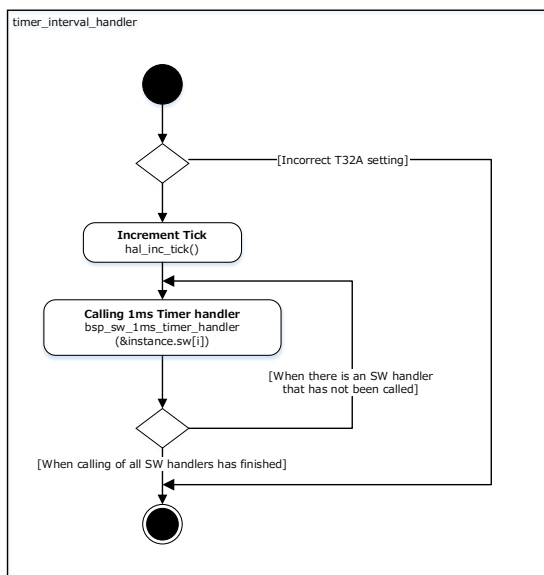 timer_interval_handler
[Incorrect T32A setting]
Increment Tick
hal_inc_tick()
Calling 1ms Timer handler
bsp_sw_1ms_timer_handler
(&instance.sw[i])
[When there is an SW handler
that has not been called]
[When calling of all SW handlers has finished]